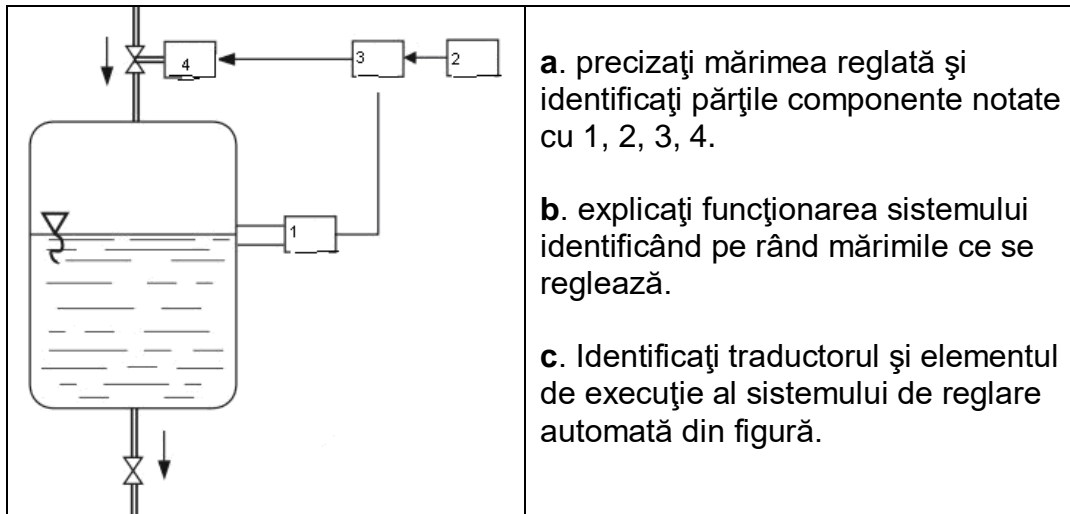 4
3
2
1
a. precizaţi mărimea reglată şi
identificaţi părţile componente notate
cu 1, 2, 3, 4.
b. explicaţi funcţionarea sistemului
identificând pe rând mărimile ce se
reglează.
c. Identificaţi traductorul şi elementul
de execuţie al sistemului de reglare
automată din figură.